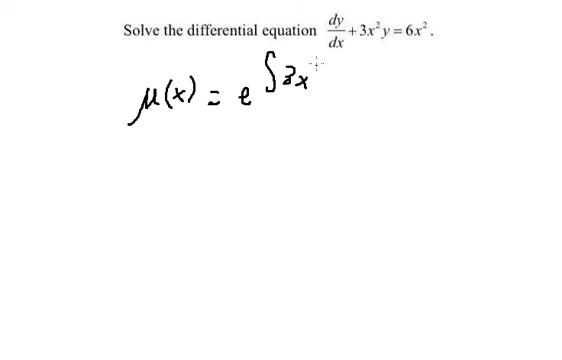 Solve the differential equation dy/dx + 3x²y = 6x².
μ(x) = e^∫3x